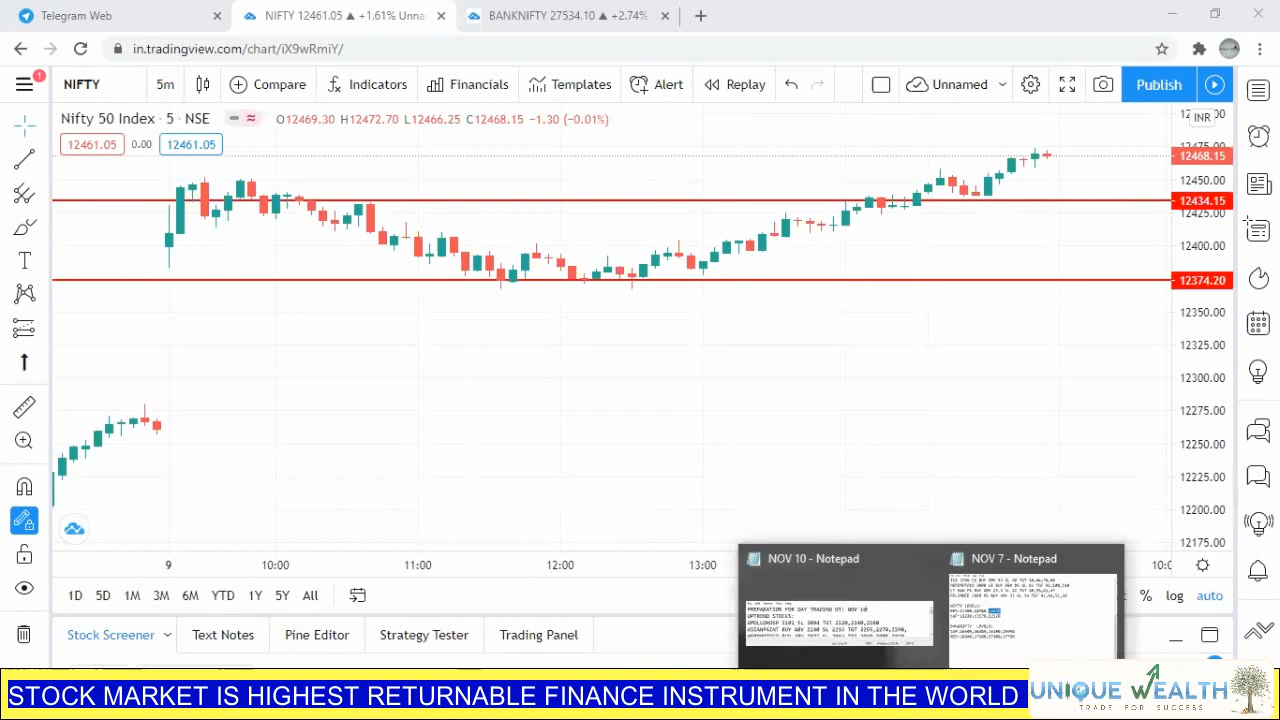 Telegram Web
NIFTY 12461.05 ▲ +1.61% Unna
BANKNIFTY 27534.10 ▲ +2.74%
in.tradingview.com/chart/iX9wRmiY/
1
NIFTY
5m
Compare
Indicators
Financials
Templates
Alert
Replay
Unnamed
Publish
Nifty 50 Index · 5 · NSE
O12469.30 H12472.70 L12466.25 C12468.15 −1.30 (−0.01%)
INR
12461.05
0.00
12461.05
12468.15
12450.00
12434.15
12425.00
12400.00
12374.20
12350.00
12325.00
12300.00
12275.00
12250.00
12225.00
12200.00
12175.00
9
10:00
11:00
12:00
13:00
1D
5D
1M
3M
6M
YTD
1Y
5Y
All
%
log
auto
Stock Screener
Text Notes
Pine Editor
Strategy Tester
Trading Panel
NOV 10 - Notepad
NOV 7 - Notepad
PREPARATION FOR DAY TRADING DT: NOV 10
UPTREND STOCKS:
STOCK MARKET IS HIGHEST RETURNABLE FINANCE INSTRUMENT IN THE WORLD
UNIQUE WEALTH
TRADE FOR SUCCESS